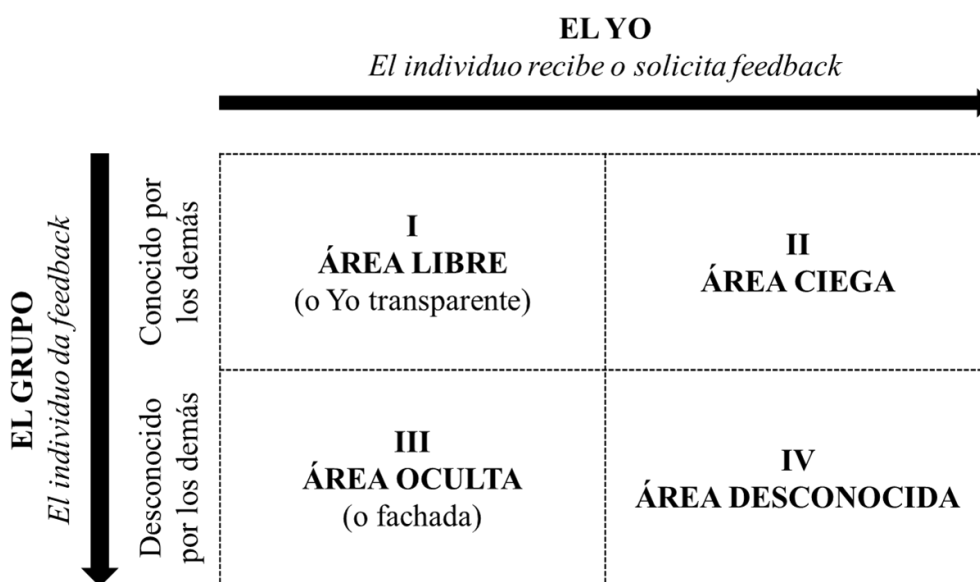 EL YO
El individuo recibe o solicita feedback
EL GRUPO
El individuo da feedback
Conocido por
los demás
I
ÁREA LIBRE
(o Yo transparente)
II
ÁREA CIEGA
Desconocido
por los demás
III
ÁREA OCULTA
(o fachada)
IV
ÁREA DESCONOCIDA